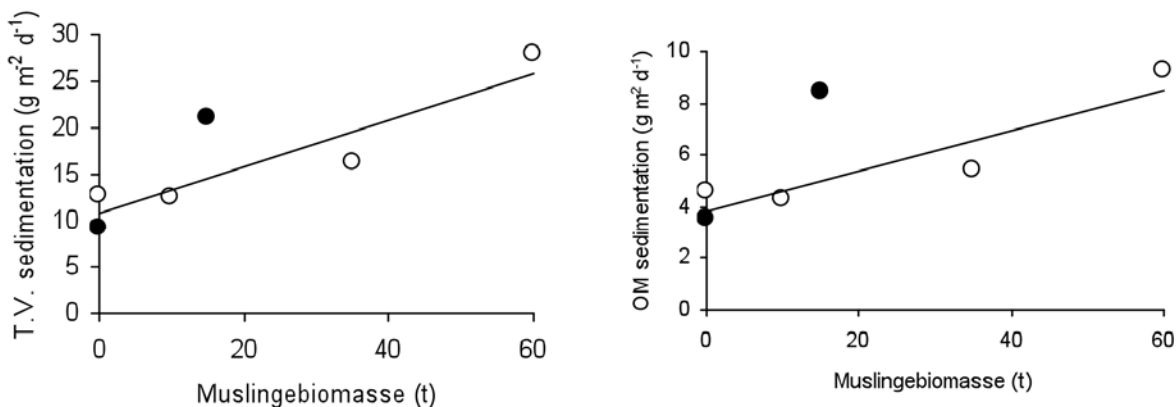 T.V. sedimentation (g m⁻² d⁻¹)
30
25
20
15
10
5
0
0 20 40 60
Muslingebiomasse (t)
OM sedimentation (g m² d⁻¹)
10
8
6
4
2
0
0 20 40 60
Muslingebiomasse (t)